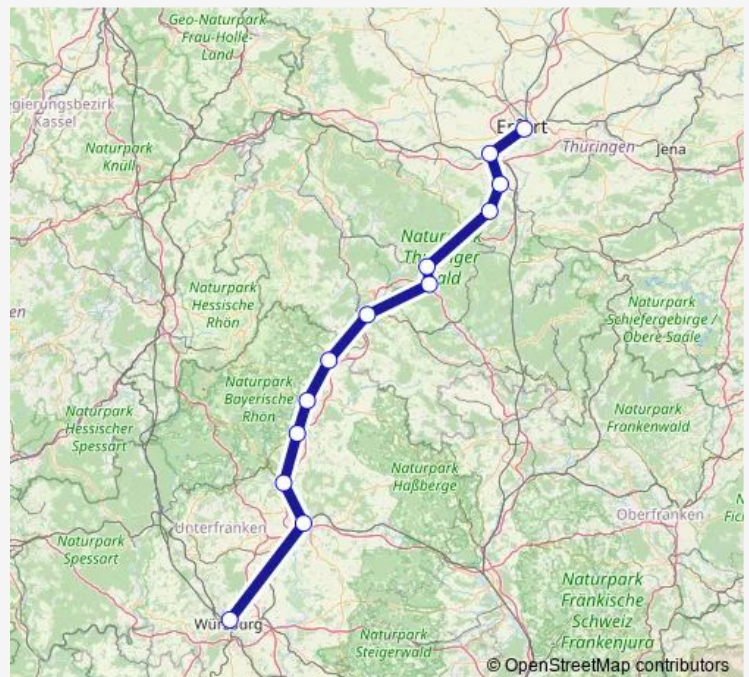 Geo-Naturpark
Frau-Holle-
Land
egierungsbezirk
Kassel
Naturpark
Knüll
Thüringen
Jena
Naturpark
Hessische
Rhön
en
Naturpark
Schiefergebirge /
Obere Saale
Naturpark
Bayerische
Rhön
Naturpark
Hessischer
Spessart
Naturpark
Frankenwald
Naturpark
Haßberge
Unterfranken
Oberfranken
N
Naturpark
Spessart
Naturpark
Fränkische
Schweiz
Frankenjura
Naturpark
Steigerwald
© OpenStreetMap contributors